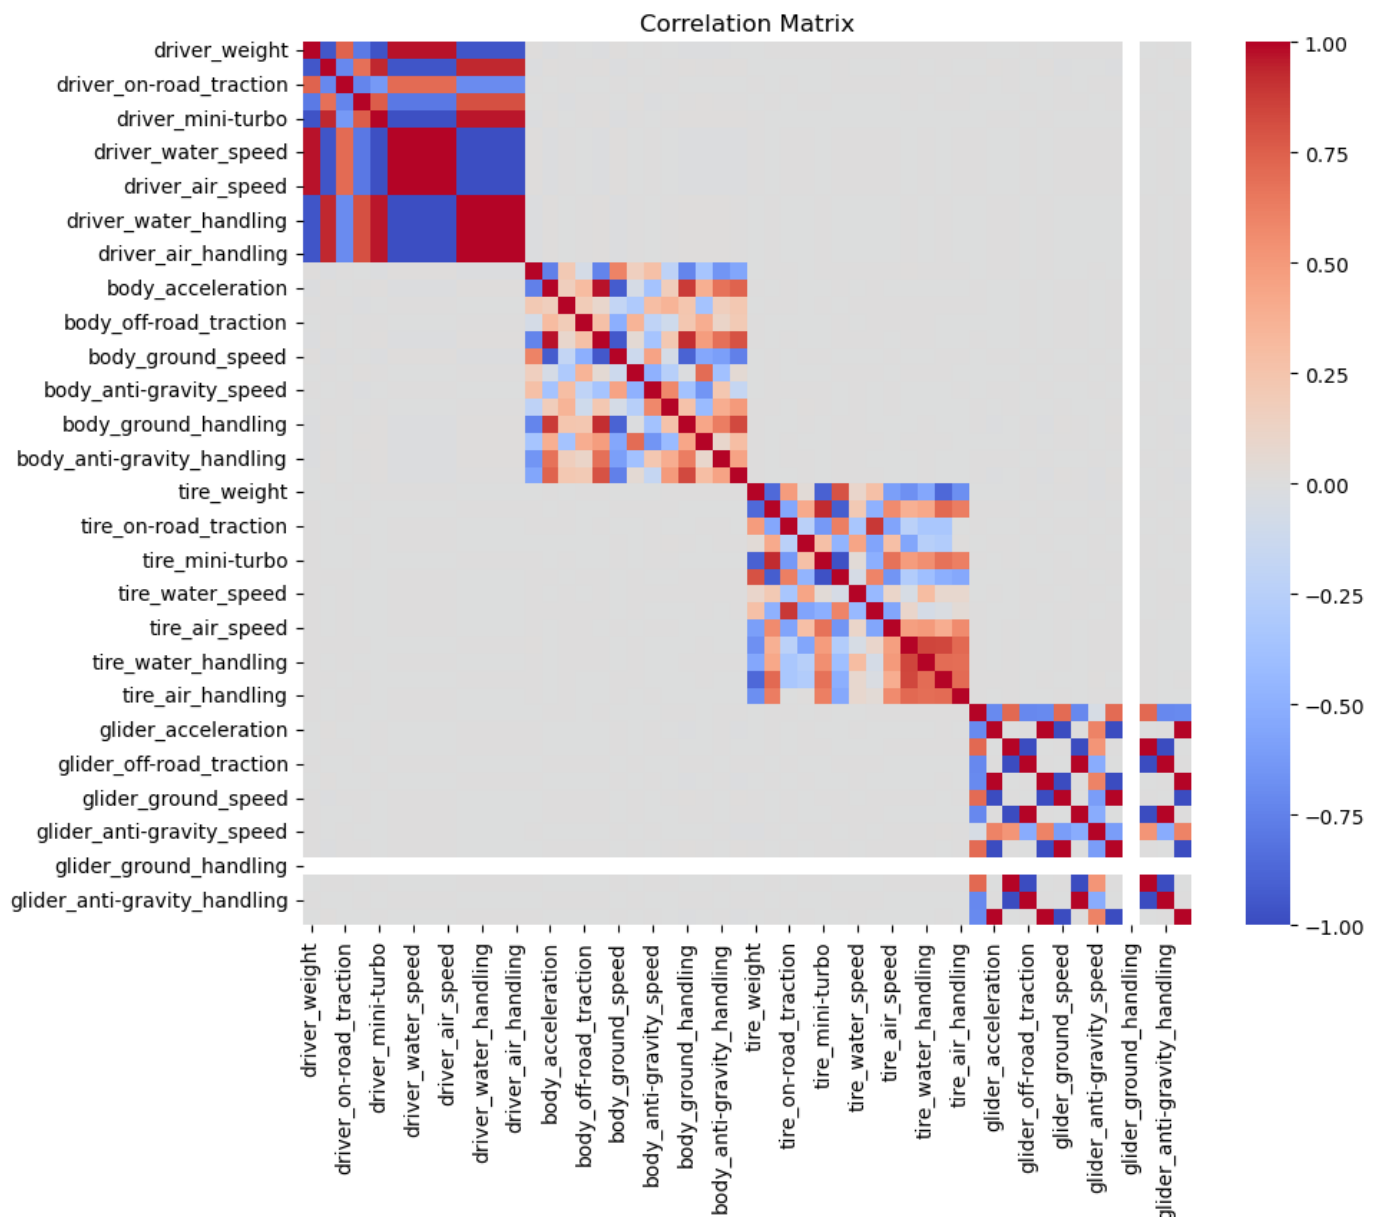 Correlation Matrix
driver_weight
driver_on-road_traction
driver_mini-turbo
driver_water_speed
driver_air_speed
driver_water_handling
driver_air_handling
body_acceleration
body_off-road_traction
body_ground_speed
body_anti-gravity_speed
body_ground_handling
body_anti-gravity_handling
tire_weight
tire_on-road_traction
tire_mini-turbo
tire_water_speed
tire_air_speed
tire_water_handling
tire_air_handling
glider_acceleration
glider_off-road_traction
glider_ground_speed
glider_anti-gravity_speed
glider_ground_handling
glider_anti-gravity_handling
1.00
0.75
0.50
0.25
0.00
−0.25
−0.50
−0.75
−1.00
driver_weight
driver_on-road_traction
driver_mini-turbo
driver_water_speed
driver_air_speed
driver_water_handling
driver_air_handling
body_acceleration
body_off-road_traction
body_ground_speed
body_anti-gravity_speed
body_ground_handling
body_anti-gravity_handling
tire_weight
tire_on-road_traction
tire_mini-turbo
tire_water_speed
tire_air_speed
tire_water_handling
tire_air_handling
glider_acceleration
glider_off-road_traction
glider_ground_speed
glider_anti-gravity_speed
glider_ground_handling
glider_anti-gravity_handling